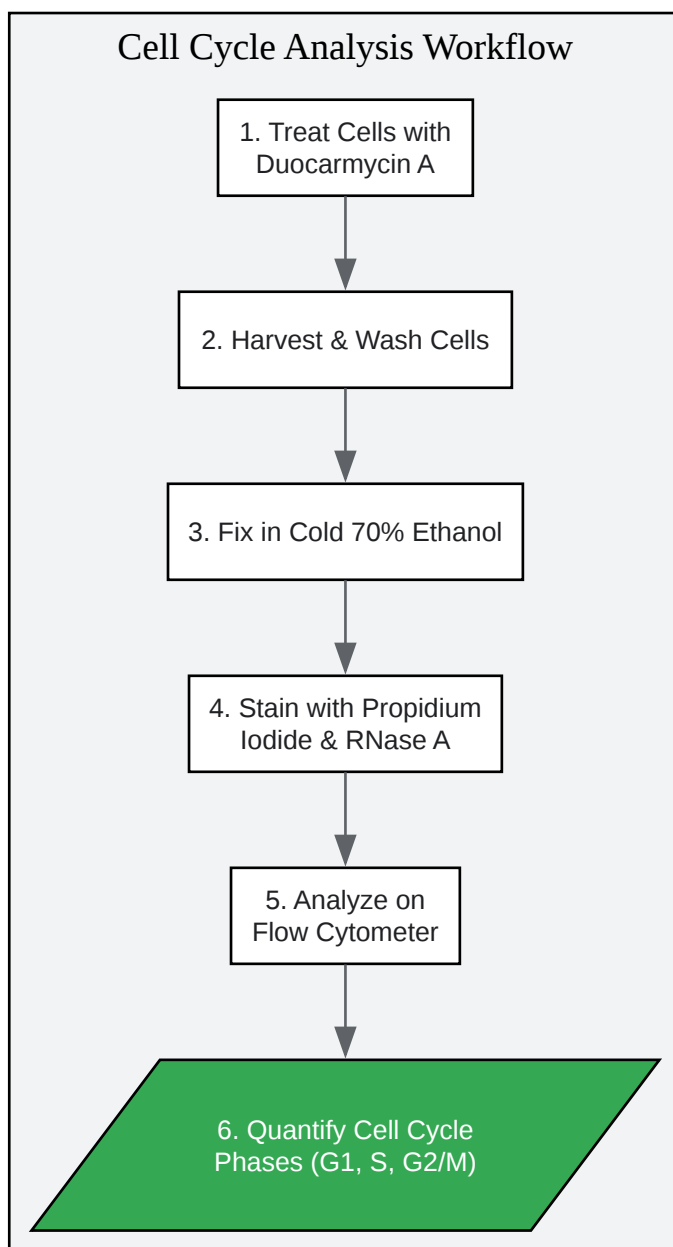 Cell Cycle Analysis Workflow
1. Treat Cells with
Duocarmycin A
2. Harvest & Wash Cells
3. Fix in Cold 70% Ethanol
4. Stain with Propidium
Iodide & RNase A
5. Analyze on
Flow Cytometer
6. Quantify Cell Cycle
Phases (G1, S, G2/M)